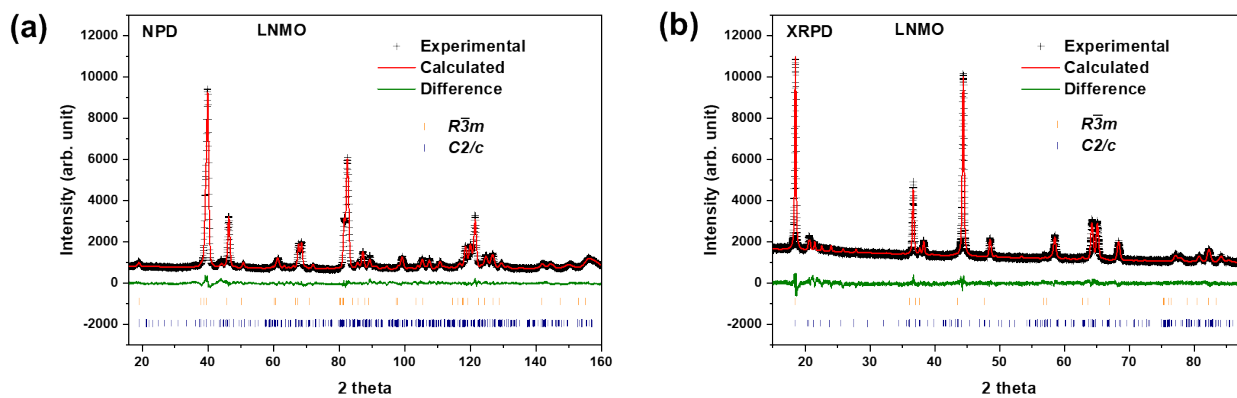 (a)
NPD LNMO
Experimental
Calculated
Difference
R3̅m
C2/c
12000
10000
8000
6000
4000
2000
0
-2000
Intensity (arb. unit)
20 40 60 80 100 120 140 160
2 theta
(b)
XRPD LNMO
Experimental
Calculated
Difference
R3̅m
C2/c
12000
10000
8000
6000
4000
2000
0
-2000
Intensity (arb. unit)
20 30 40 50 60 70 80
2 theta